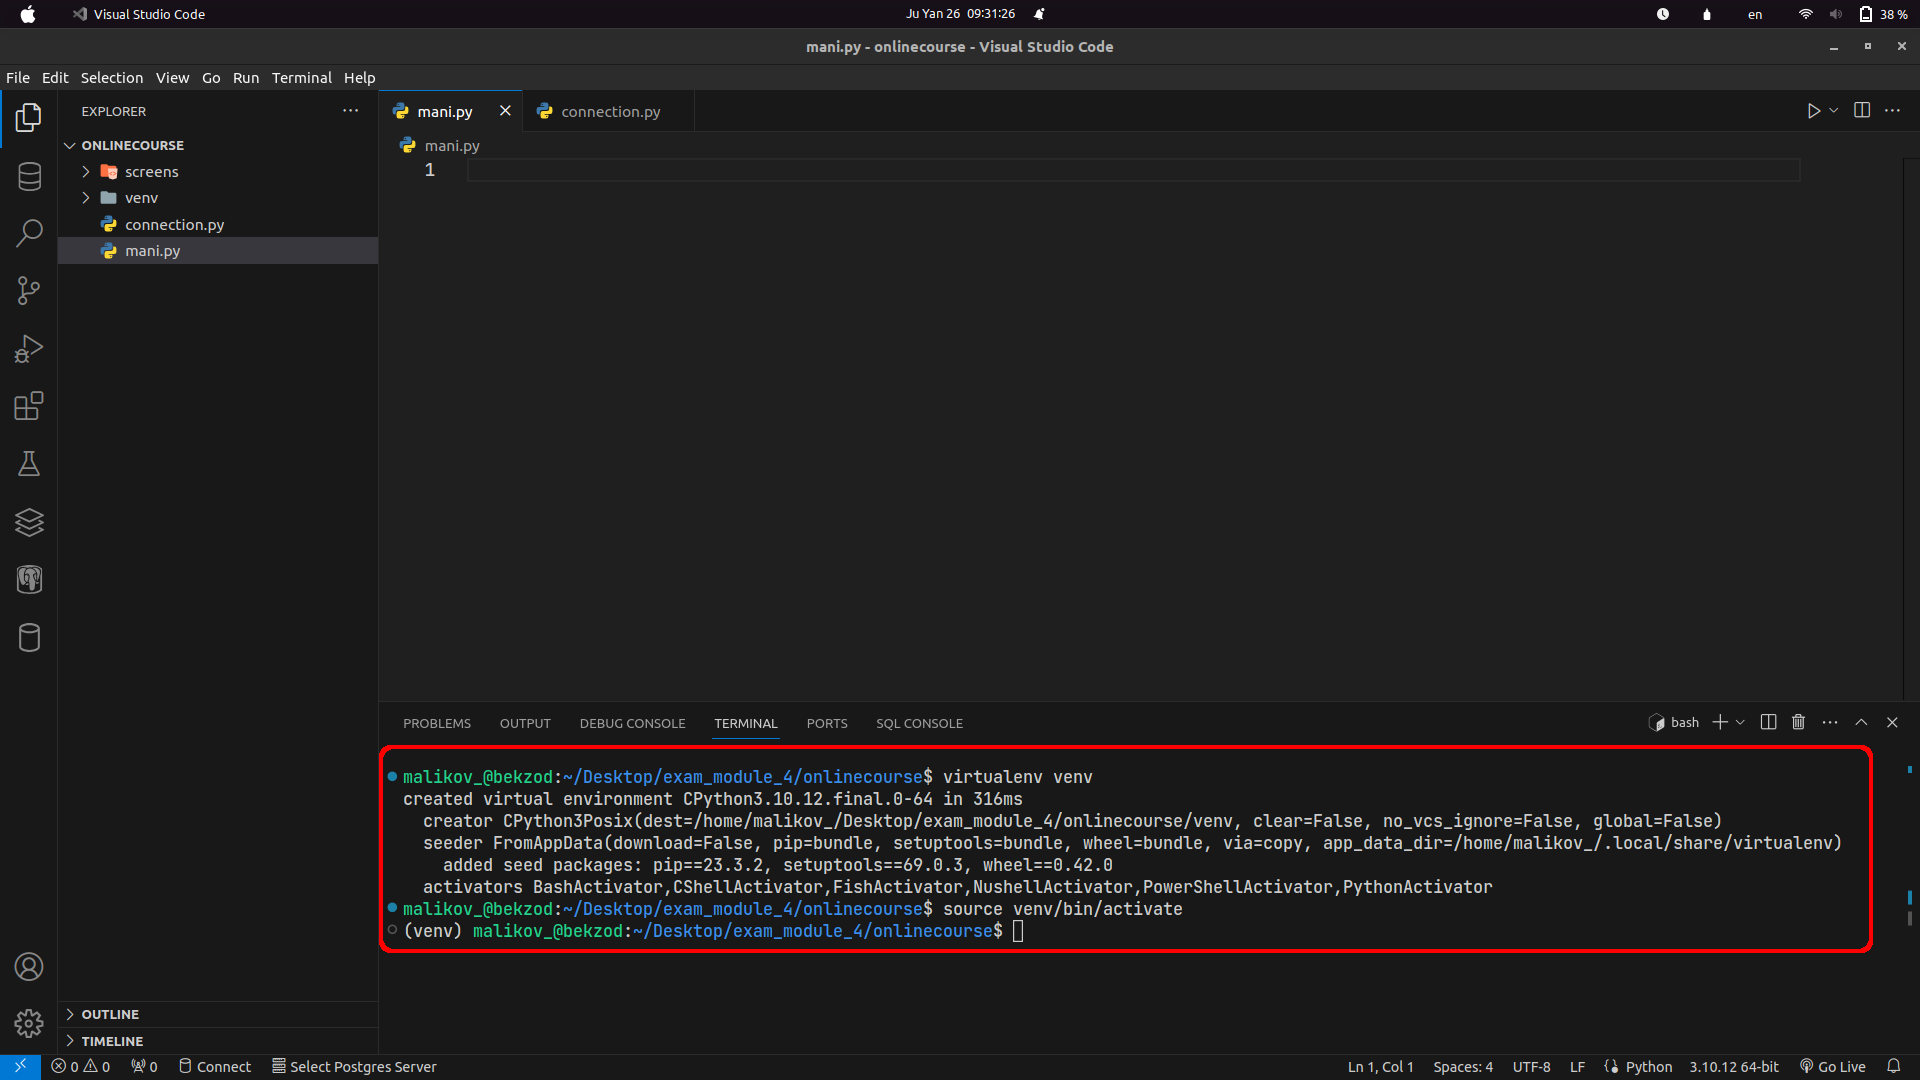 Visual Studio Code
Ju Yan 26 09:31:26
en
38 %
mani.py - onlinecourse - Visual Studio Code
File Edit Selection View Go Run Terminal Help
EXPLORER
ONLINECOURSE
screens
venv
connection.py
mani.py
OUTLINE
TIMELINE
mani.py
connection.py
mani.py
1
PROBLEMS OUTPUT DEBUG CONSOLE TERMINAL PORTS SQL CONSOLE
bash
malikov_@bekzod:~/Desktop/exam_module_4/onlinecourse$ virtualenv venv
created virtual environment CPython3.10.12.final.0-64 in 316ms
creator CPython3Posix(dest=/home/malikov_/Desktop/exam_module_4/onlinecourse/venv, clear=False, no_vcs_ignore=False, global=False)
seeder FromAppData(download=False, pip=bundle, setuptools=bundle, wheel=bundle, via=copy, app_data_dir=/home/malikov_/.local/share/virtualenv)
added seed packages: pip==23.3.2, setuptools==69.0.3, wheel==0.42.0
activators BashActivator,CShellActivator,FishActivator,NushellActivator,PowerShellActivator,PythonActivator
malikov_@bekzod:~/Desktop/exam_module_4/onlinecourse$ source venv/bin/activate
(venv) malikov_@bekzod:~/Desktop/exam_module_4/onlinecourse$
0 0 0 Connect Select Postgres Server
Ln 1, Col 1 Spaces: 4 UTF-8 LF Python 3.10.12 64-bit Go Live